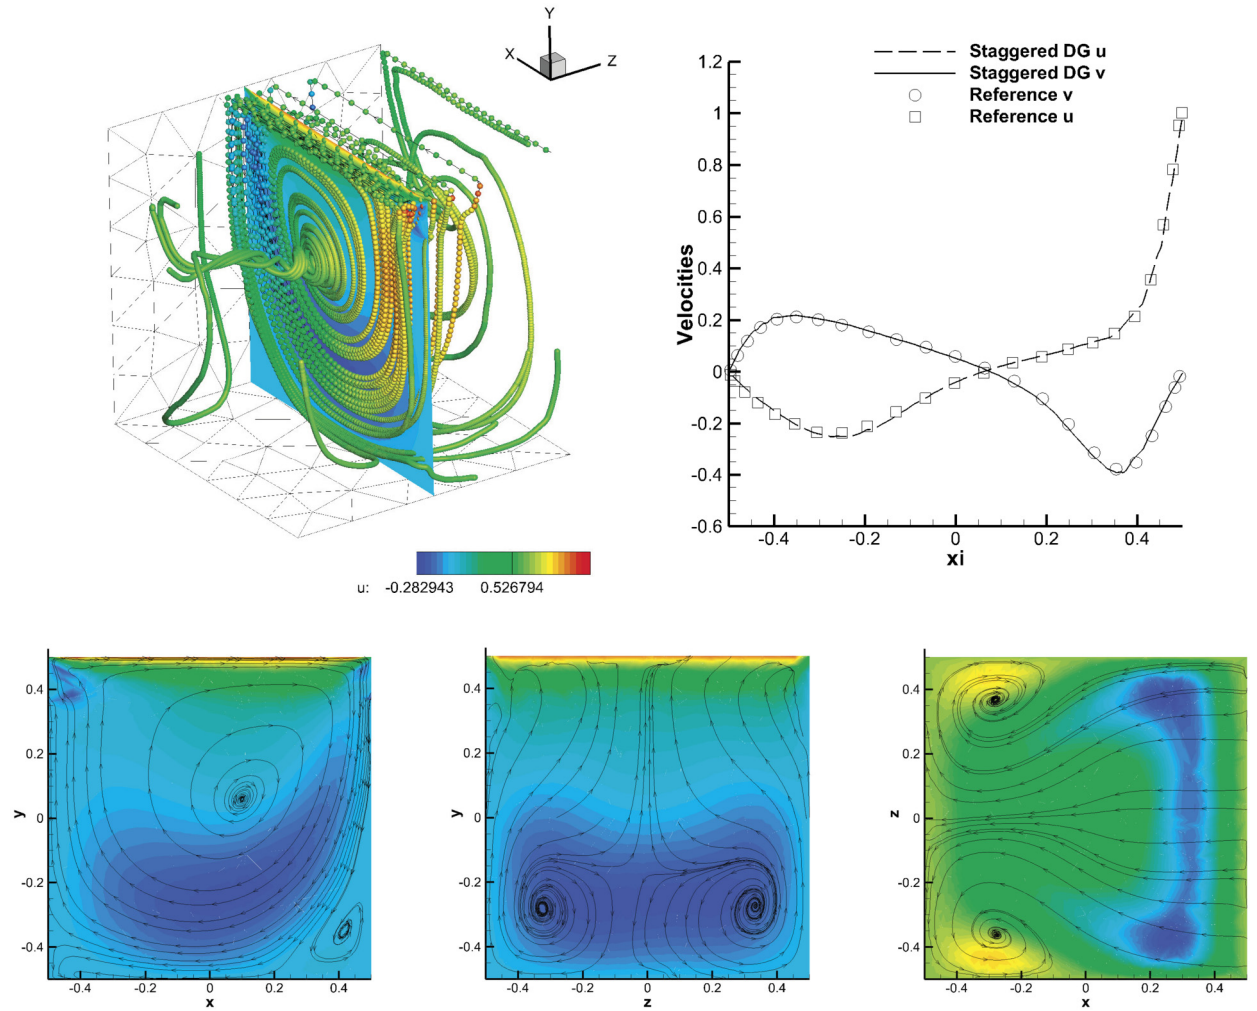 Y
X
Z
u: -0.282943 0.526794
Staggered DG u
Staggered DG v
Reference v
Reference u
1.2
1
0.8
0.6
0.4
0.2
0
-0.2
-0.4
-0.6
Velocities
-0.4 -0.2 0 0.2 0.4
xi
0.4
0.2
0
-0.2
-0.4
y
-0.4 -0.2 0 0.2 0.4
x
0.4
0.2
0
-0.2
-0.4
y
-0.4 -0.2 0 0.2 0.4
z
0.4
0.2
0
-0.2
-0.4
z
-0.4 -0.2 0 0.2 0.4
x